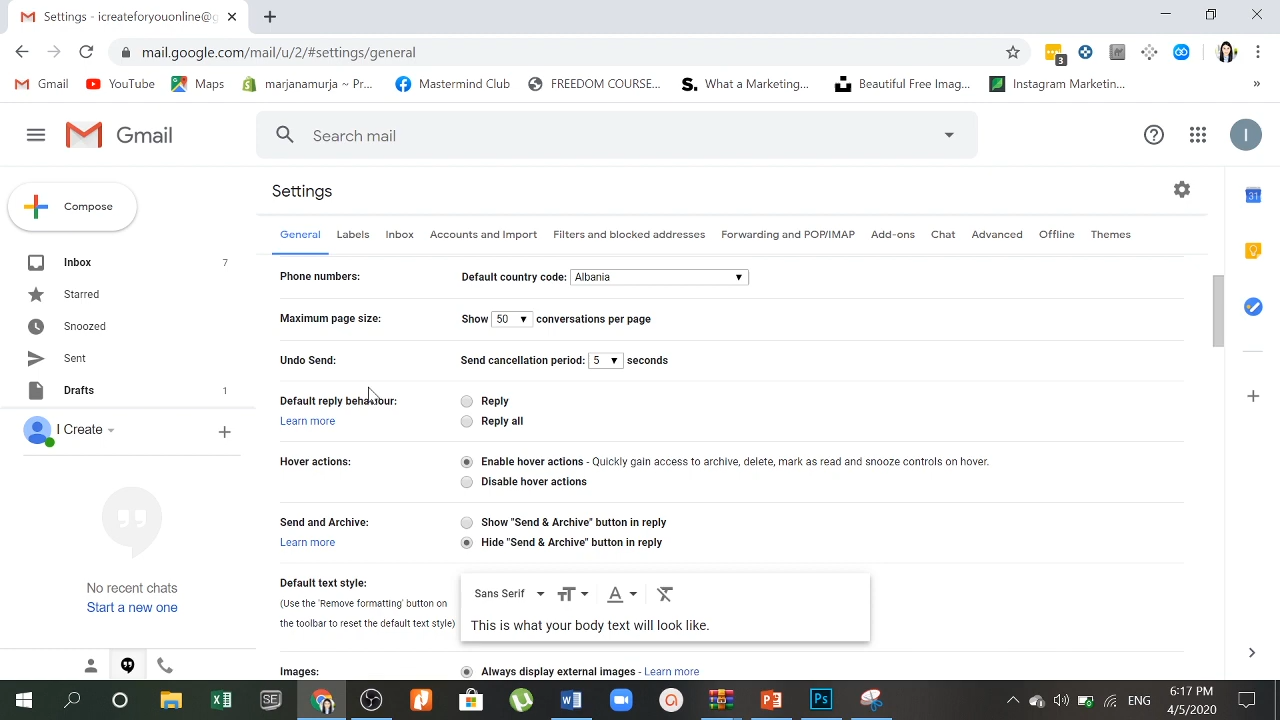 Settings - icreateforyouonline@g
mail.google.com/mail/u/2/#settings/general
3
Gmail
YouTube
Maps
marjanamurja ~ Pr...
Mastermind Club
FREEDOM COURSE...
What a Marketing...
Beautiful Free Imag...
Instagram Marketin...
»
Gmail
Search mail
I
Compose
Settings
31
General Labels Inbox Accounts and Import Filters and blocked addresses Forwarding and POP/IMAP Add-ons Chat Advanced Offline Themes
Inbox 7
Starred
Snoozed
Sent
Drafts 1
I Create
No recent chats
Start a new one
Phone numbers: Default country code: Albania
Maximum page size: Show 50 conversations per page
Undo Send: Send cancellation period: 5 seconds
Default reply behaviour: Reply
Learn more Reply all
Hover actions: Enable hover actions - Quickly gain access to archive, delete, mark as read and snooze controls on hover.
Disable hover actions
Send and Archive: Show "Send & Archive" button in reply
Learn more Hide "Send & Archive" button in reply
Default text style: Sans Serif
(Use the 'Remove formatting' button on
the toolbar to reset the default text style) This is what your body text will look like.
Images: Always display external images - Learn more
SE
Ps
ENG
6:17 PM
4/5/2020